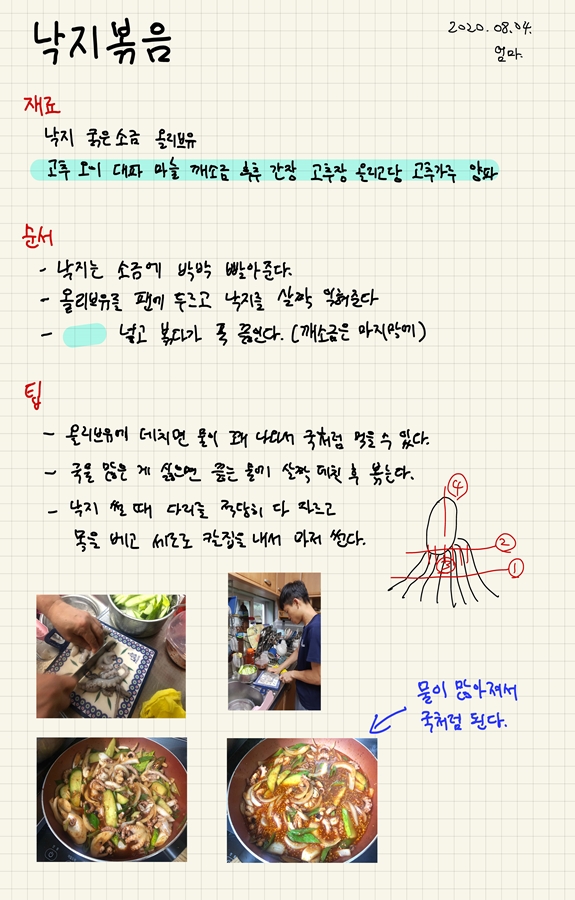 낙지볶음
2020. 08. 04.
엄마.
재료
낙지 굵은소금 올리브유
고추 오이 대파 마늘 깨소금 후추 간장 고추장 올리고당 고추가루 양파
순서
- 낙지는 소금에 박박 빨아준다.
- 올리브유를 팬에 두르고 낙지를 살짝 익혀준다
- 넣고 볶다가 푹 끓인다. (깨소금은 마지막에)
팁
- 올리브유에 데치면 물이 꽤 나와서 국처럼 먹을 수 있다.
- 국물 많은 게 싫으면 끓는 물에 살짝 데친 후 볶는다.
- 낙지 썰 때 다리를 적당히 다 자르고
목을 베고 세로로 칼집을 내서 마저 썬다.
④
②
③
①
물이 많아져서
국처럼 된다.